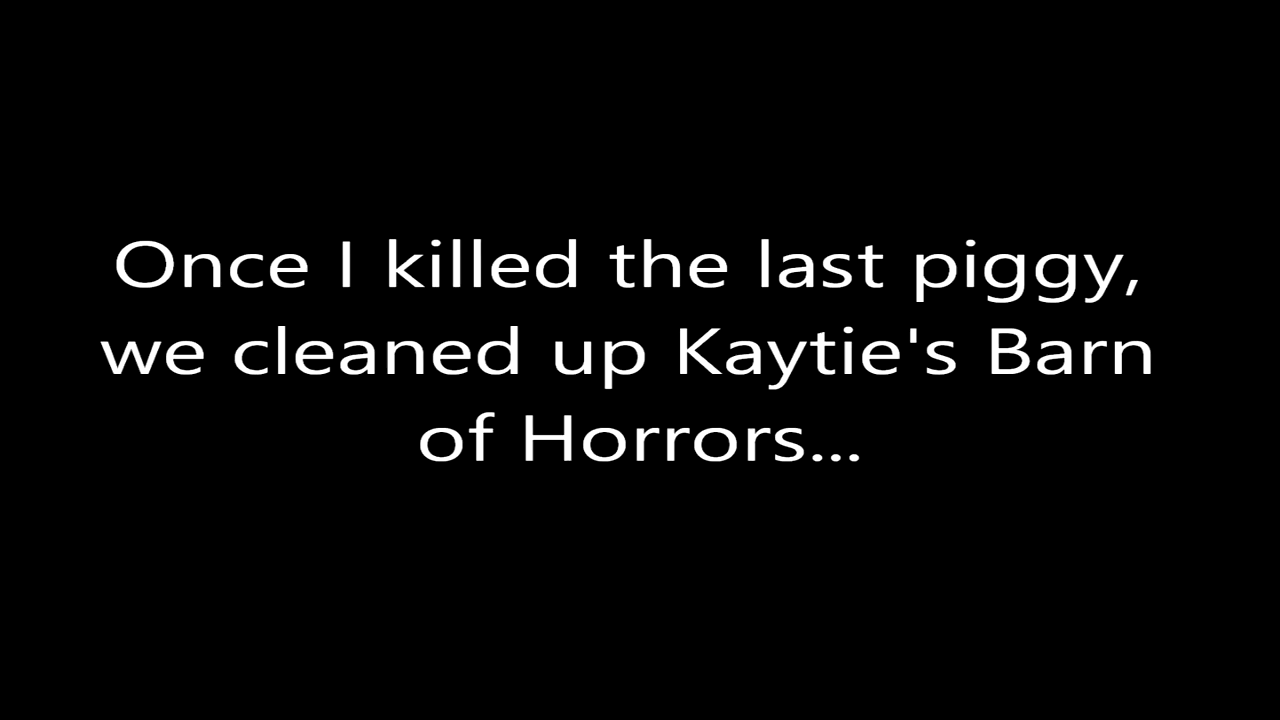 Once I killed the last piggy,
we cleaned up Kaytie's Barn
of Horrors...